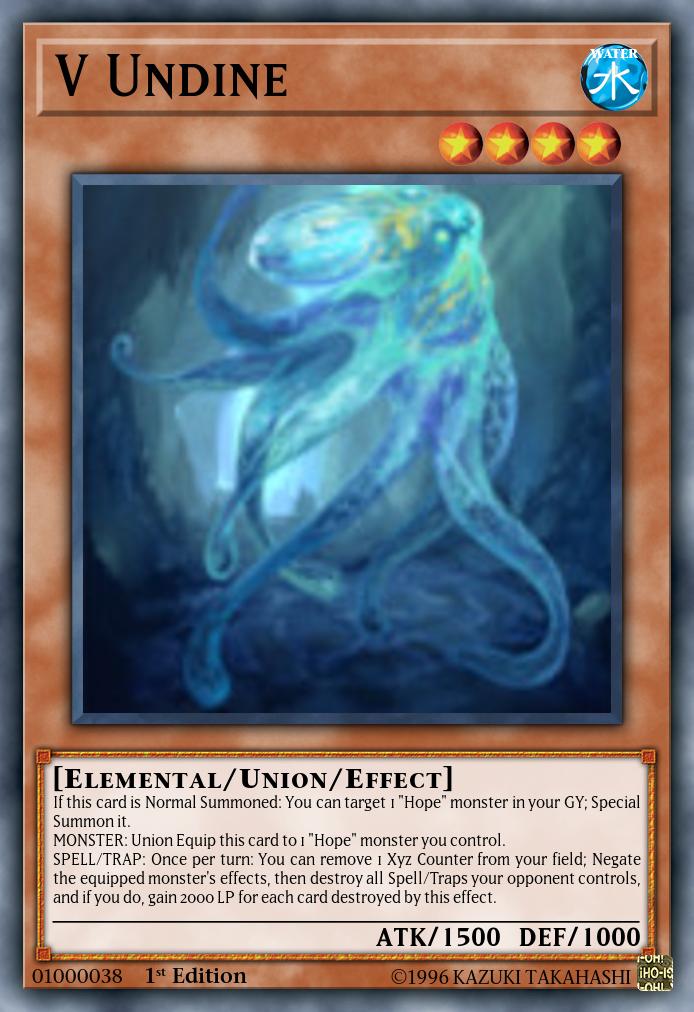 V Undine
WATER
水
[Elemental/Union/Effect]
If this card is Normal Summoned: You can target 1 "Hope" monster in your GY; Special
Summon it.
MONSTER: Union Equip this card to 1 "Hope" monster you control.
SPELL/TRAP: Once per turn: You can remove 1 Xyz Counter from your field; Negate
the equipped monster's effects, then destroy all Spell/Traps your opponent controls,
and if you do, gain 2000 LP for each card destroyed by this effect.
ATK/1500 DEF/1000
01000038 1st Edition ©1996 KAZUKI TAKAHASHI